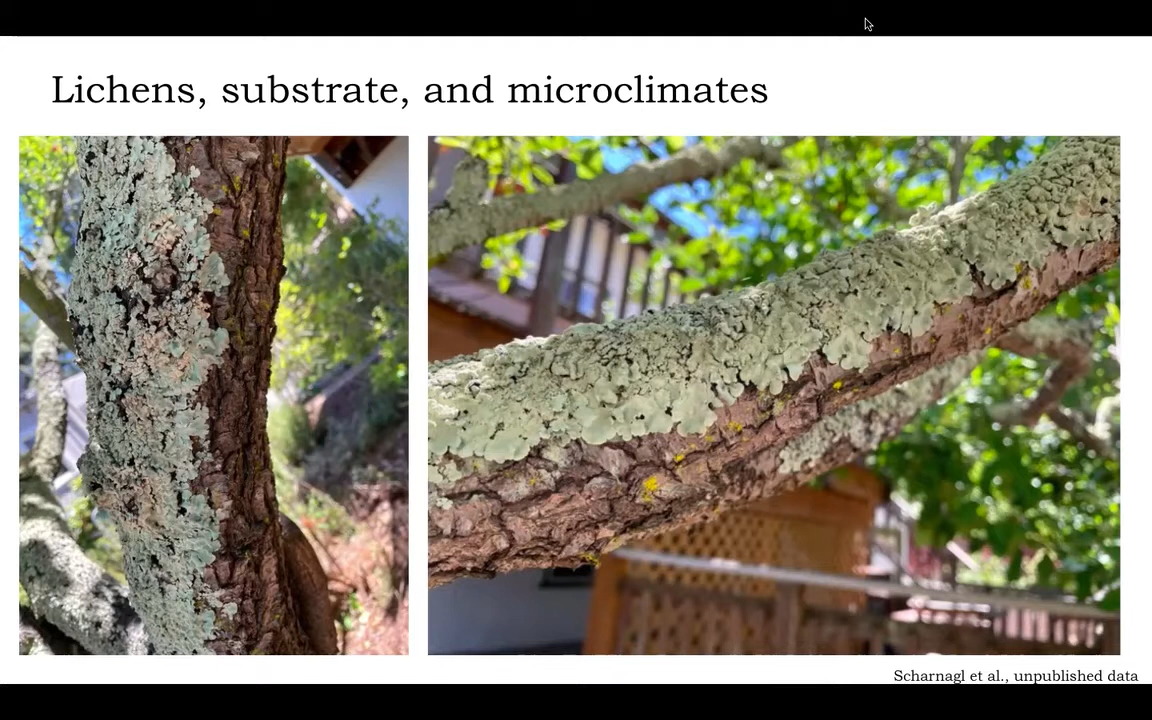 Lichens, substrate, and microclimates
Scharnagl et al., unpublished data